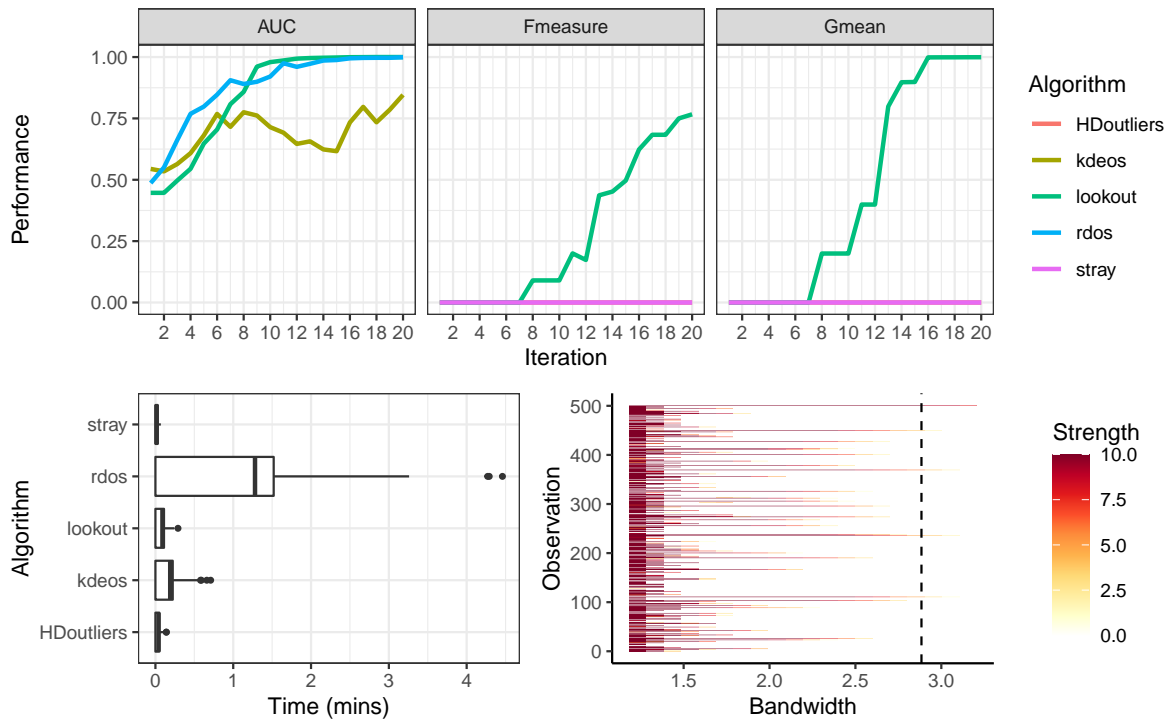 AUC Fmeasure Gmean
1.00
0.75
0.50
0.25
0.00
Performance
2 4 6 8 10 12 14 16 18 20 2 4 6 8 10 12 14 16 18 20 2 4 6 8 10 12 14 16 18 20
Iteration
Algorithm
HDoutliers
kdeos
lookout
rdos
stray
Algorithm
stray
rdos
lookout
kdeos
HDoutliers
0 1 2 3 4
Time (mins)
Observation
500
400
300
200
100
0
1.5 2.0 2.5 3.0
Bandwidth
Strength
10.0
7.5
5.0
2.5
0.0